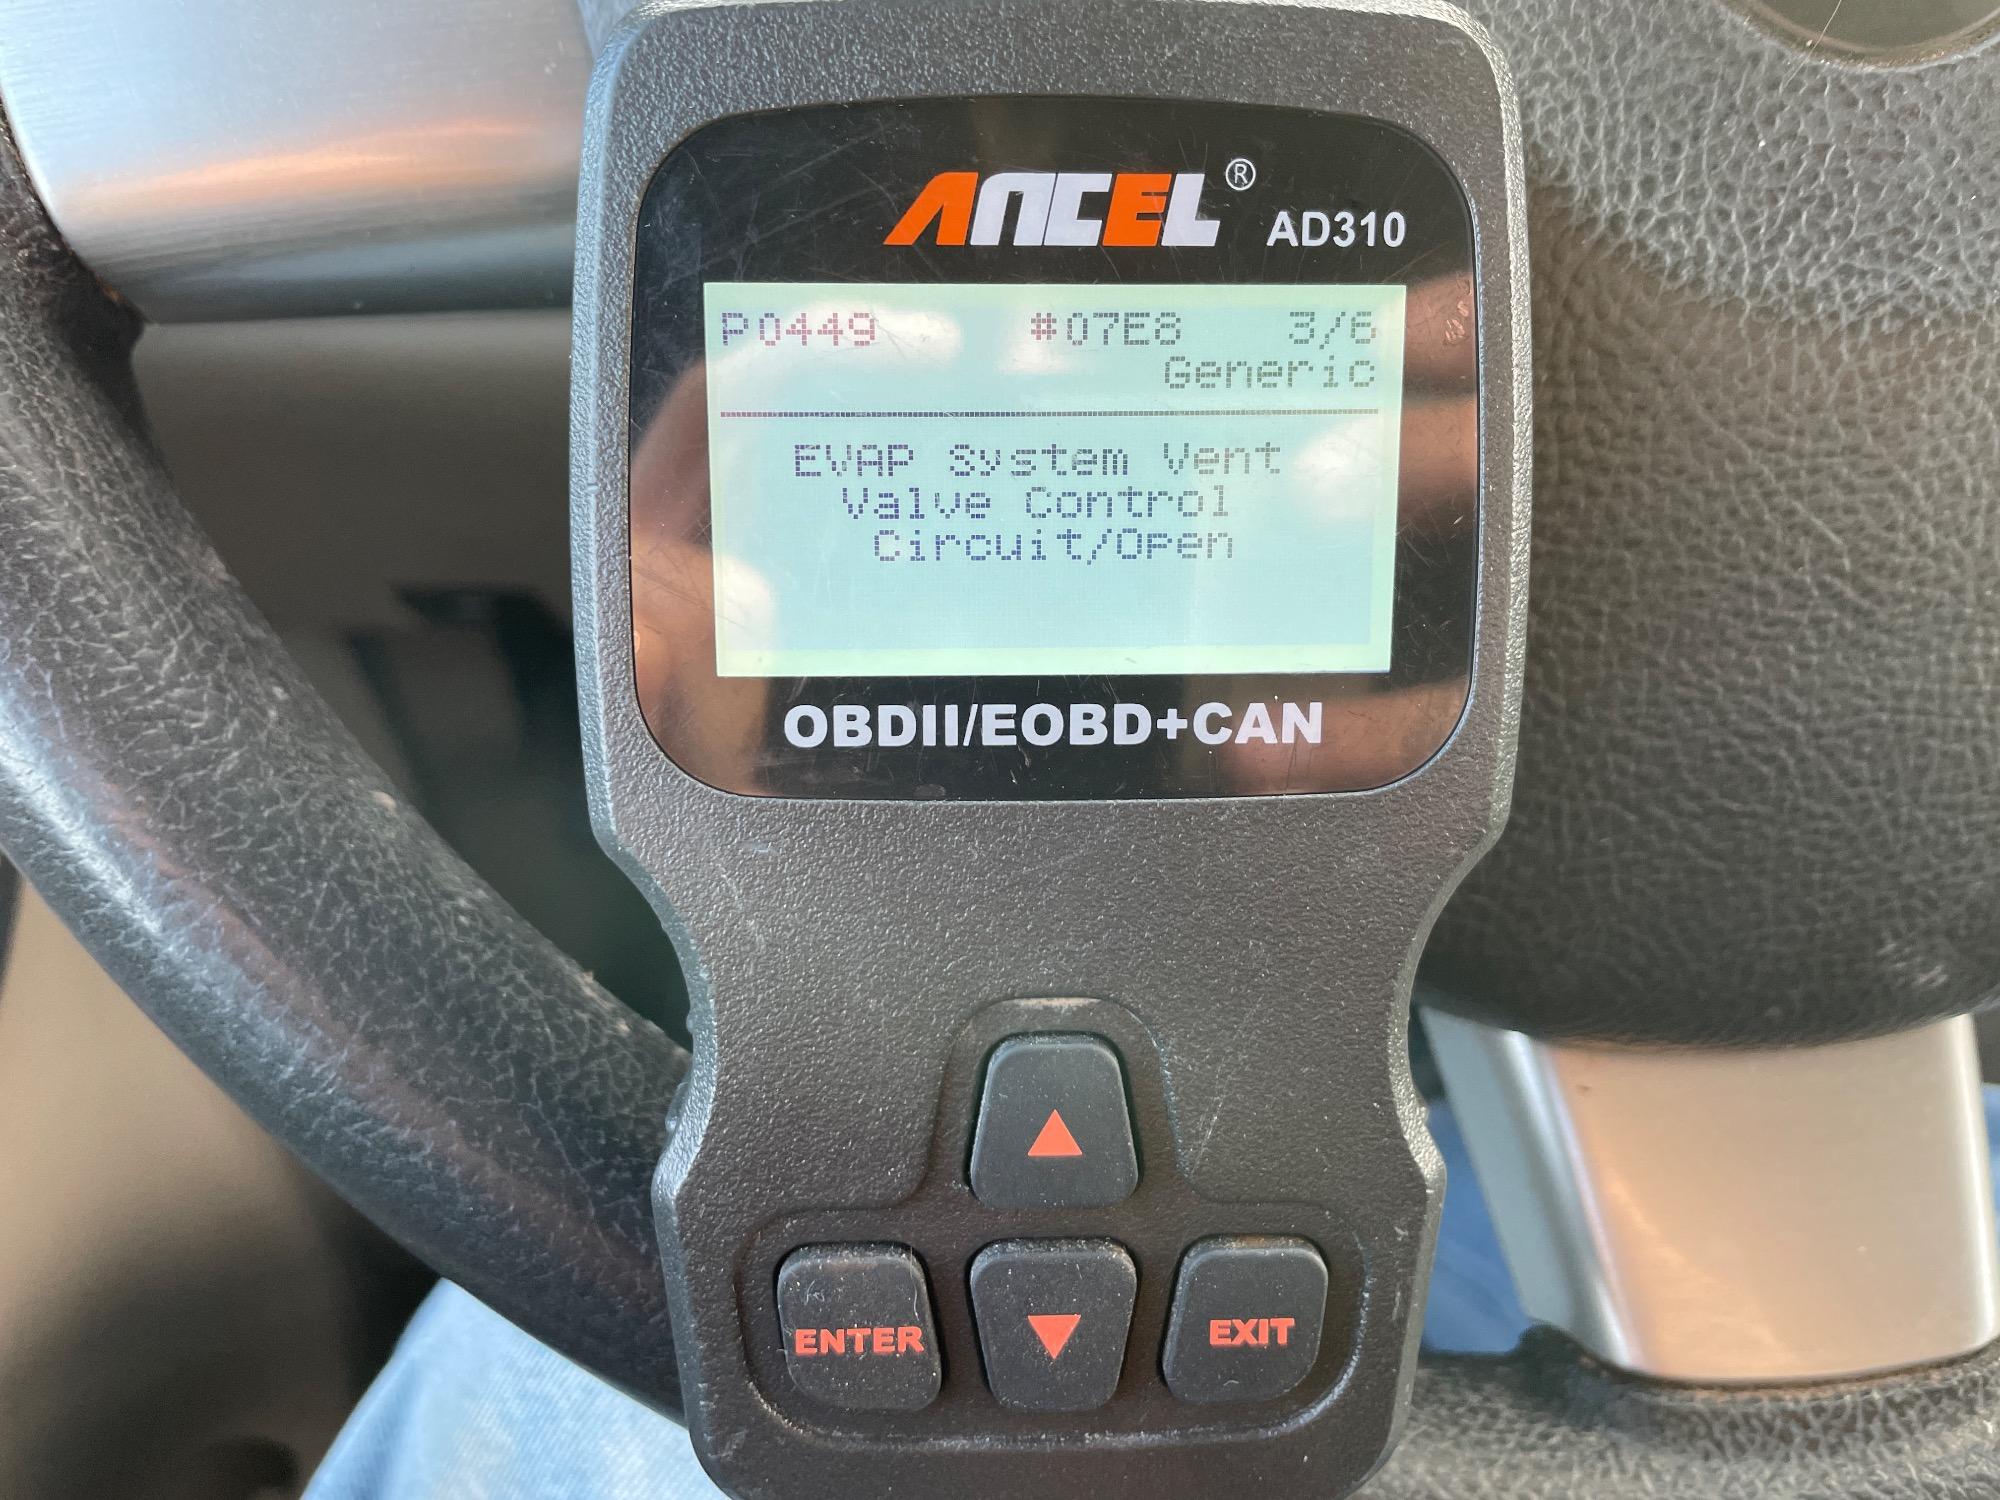 ANCEL® AD310
P0449 #07E8 3/6
Generic
EVAP System Vent
Valve Control
Circuit/Open
OBDII/EOBD+CAN
▲
ENTER ▼ EXIT